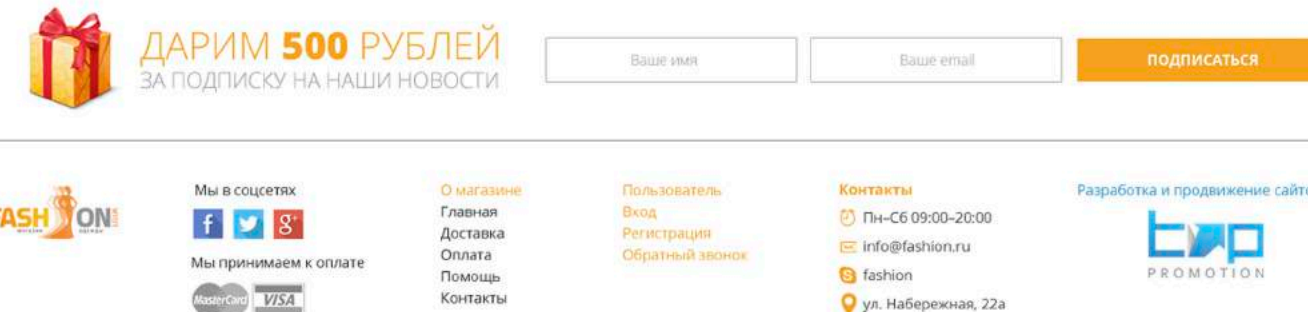 ДАРИМ 500 РУБЛЕЙ
ЗА ПОДПИСКУ НА НАШИ НОВОСТИ
Ваше имя
Ваше email
ПОДПИСАТЬСЯ
FASHION
Мы в соцсетях
f
g+
Мы принимаем к оплате
MasterCard
VISA
О магазине
Главная
Доставка
Оплата
Помощь
Контакты
Пользователь
Вход
Регистрация
Обратный звонок
Контакты
Пн–Сб 09:00–20:00
info@fashion.ru
fashion
ул. Набережная, 22а
Разработка и продвижение сайто
PROMOTION